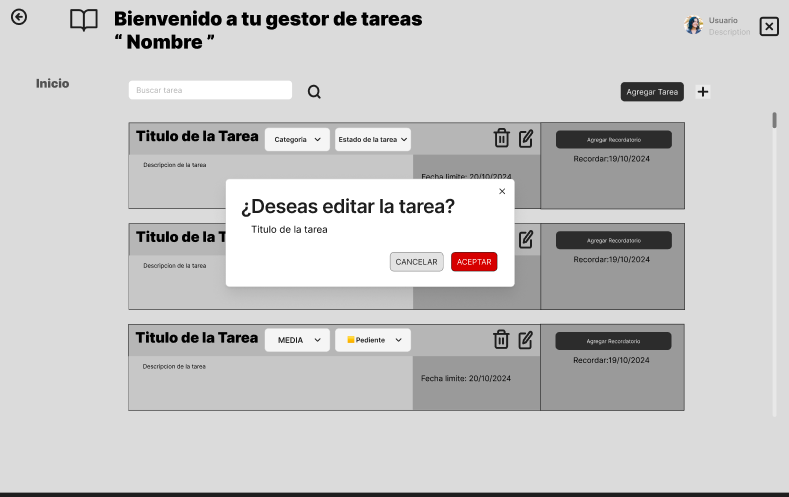 Bienvenido a tu gestor de tareas
“ Nombre ”
Usuario
Description
Inicio
Buscar tarea
Agregar Tarea
Titulo de la Tarea
Categoria
Estado de la tarea
Agregar Recordatorio
Descripcion de la tarea
Recordar:19/10/2024
Fecha limite: 20/10/2024
¿Deseas editar la tarea?
Titulo de la tarea
CANCELAR
ACEPTAR
Titulo de la T
Agregar Recordatorio
Descripcion de la tarea
Recordar:19/10/2024
Titulo de la Tarea
MEDIA
Pediente
Agregar Recordatorio
Descripcion de la tarea
Recordar:19/10/2024
Fecha limite: 20/10/2024